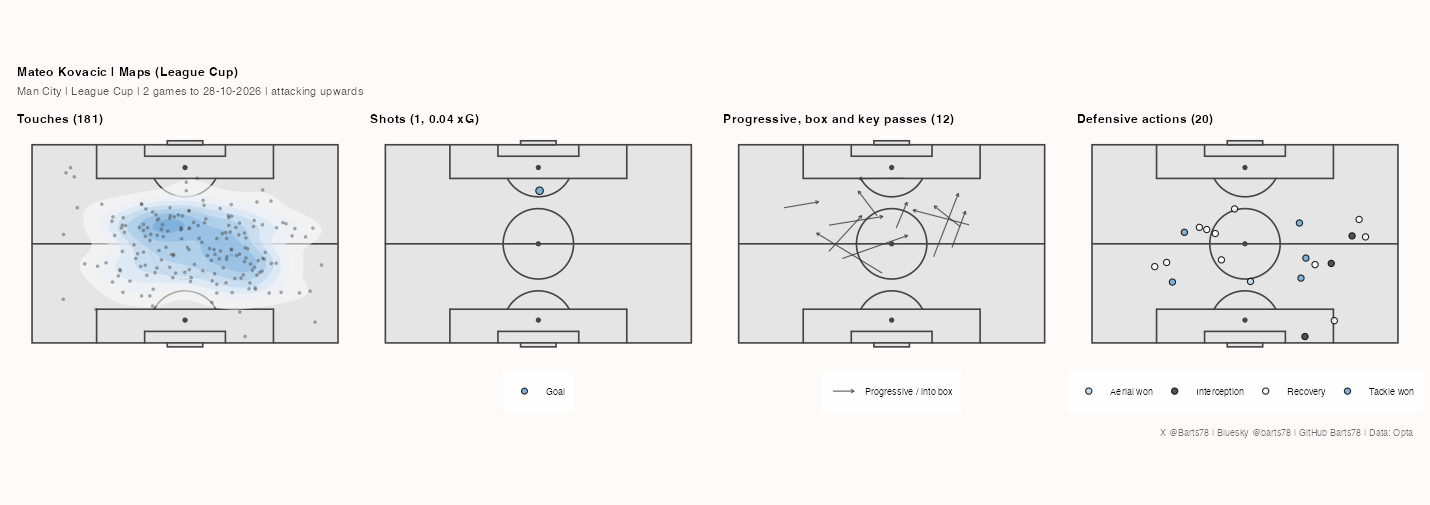 Mateo Kovacic | Maps (League Cup)
Man City | League Cup | 2 games to 28-10-2026 | attacking upwards
Touches (181)
Shots (1, 0.04 xG)
Progressive, box and key passes (12)
Defensive actions (20)
Goal
Progressive / into box
Aerial won
Interception
Recovery
Tackle won
X @Barts78 | Bluesky @barts78 | GitHub Barts78 | Data: Opta